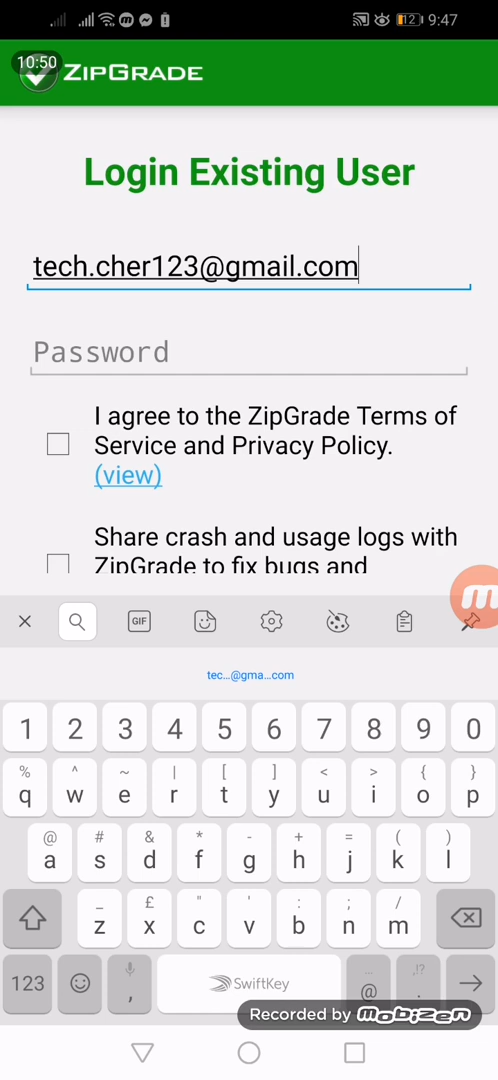 12 9:47
10:50 ZIPGRADE
Login Existing User
tech.cher123@gmail.com
Password
I agree to the ZipGrade Terms of
Service and Privacy Policy.
(view)
Share crash and usage logs with
ZipGrade to fix bugs and
GIF
tec...@gma...com
1 2 3 4 5 6 7 8 9 0
% ^ ~ | [ ] < > { }
q w e r t y u i o p
@ # & * - + = ( )
a s d f g h j k l
_ £ " ' : ; /
z x c v b n m
... ,!?
123 , SwiftKey @ .
Recorded by mobizen